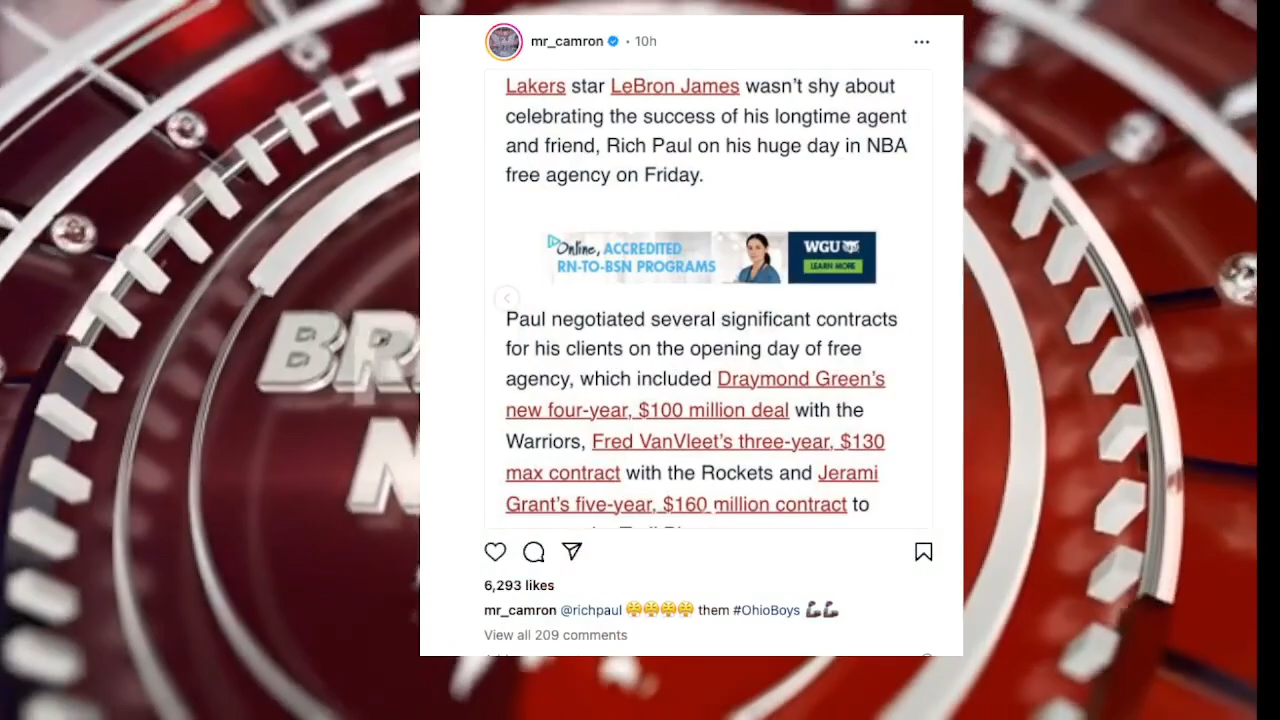 mr_camron • 10h
Lakers star LeBron James wasn't shy about
celebrating the success of his longtime agent
and friend, Rich Paul on his huge day in NBA
free agency on Friday.
Online, ACCREDITED
RN-TO-BSN PROGRAMS
WGU
LEARN MORE
Paul negotiated several significant contracts
for his clients on the opening day of free
agency, which included Draymond Green's
new four-year, $100 million deal with the
Warriors, Fred VanVleet's three-year, $130
max contract with the Rockets and Jerami
Grant's five-year, $160 million contract to
6,293 likes
mr_camron @richpaul 😤😤😤😤 them #OhioBoys 💪🏿💪🏿
View all 209 comments